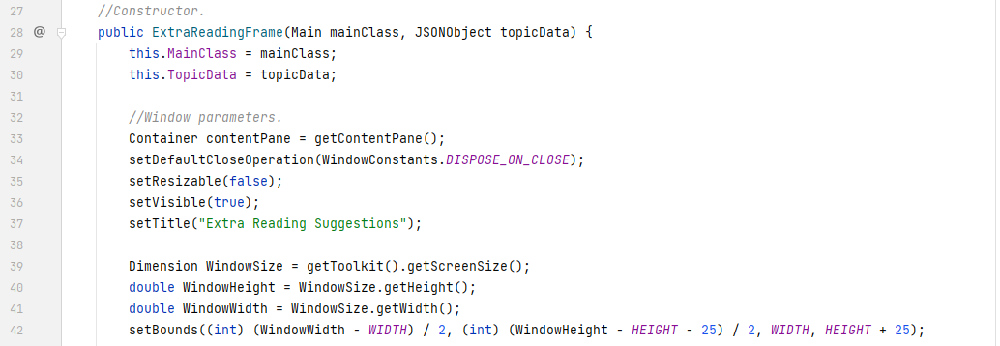 27 //Constructor.
28 @ public ExtraReadingFrame(Main mainClass, JSONObject topicData) {
29 this.MainClass = mainClass;
30 this.TopicData = topicData;
31
32 //Window parameters.
33 Container contentPane = getContentPane();
34 setDefaultCloseOperation(WindowConstants.DISPOSE_ON_CLOSE);
35 setResizable(false);
36 setVisible(true);
37 setTitle("Extra Reading Suggestions");
38
39 Dimension WindowSize = getToolkit().getScreenSize();
40 double WindowHeight = WindowSize.getHeight();
41 double WindowWidth = WindowSize.getWidth();
42 setBounds((int) (WindowWidth - WIDTH) / 2, (int) (WindowHeight - HEIGHT - 25) / 2, WIDTH, HEIGHT + 25);